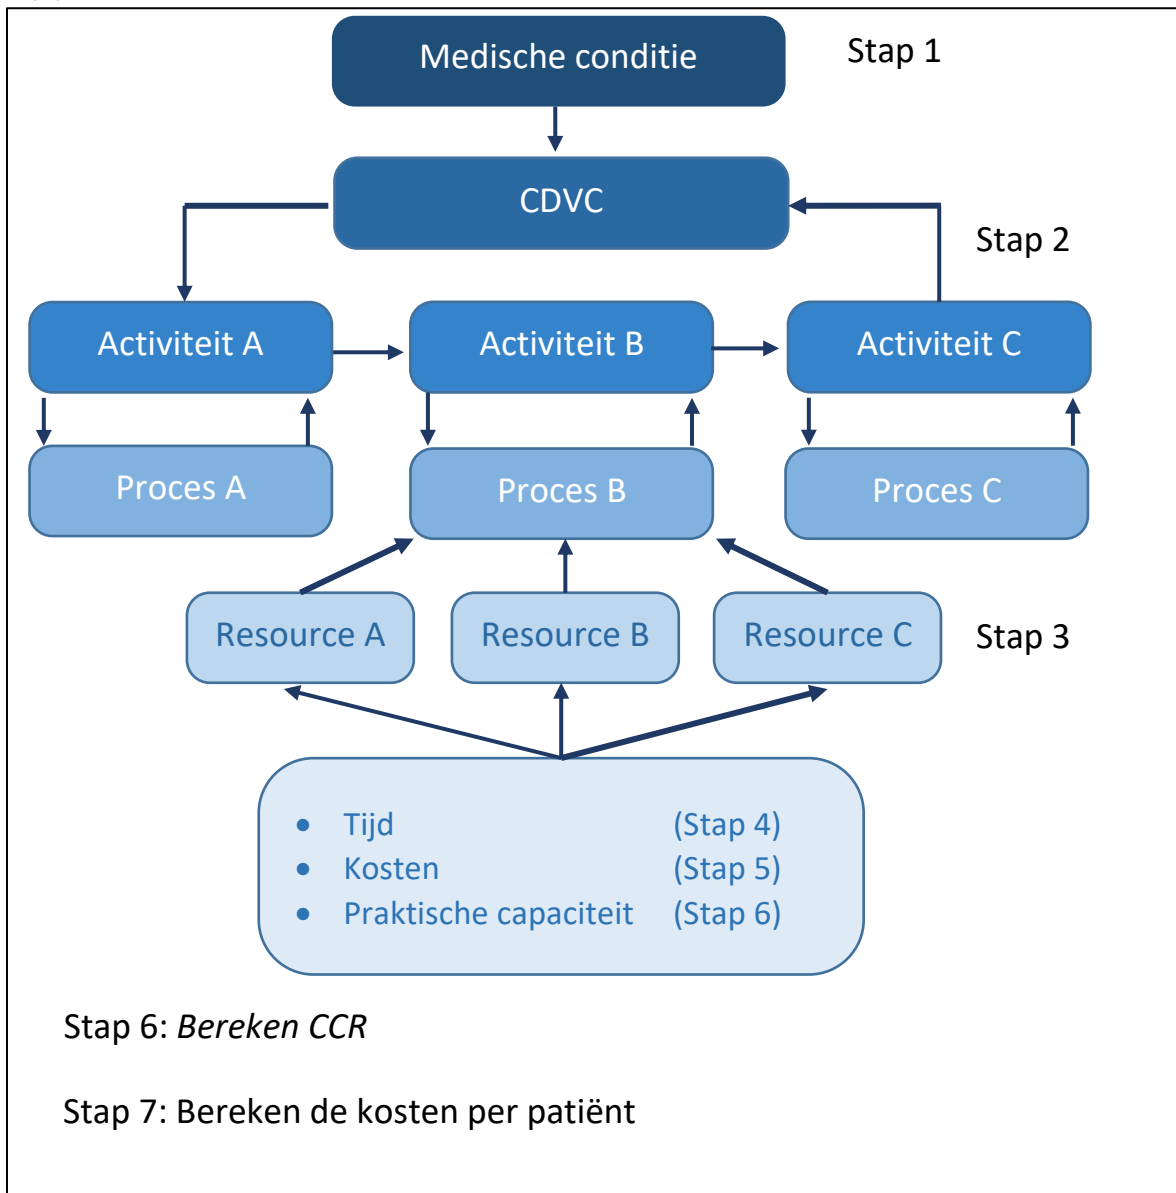 Medische conditie
Stap 1
CDVC
Stap 2
Activiteit A
Activiteit B
Activiteit C
Proces A
Proces B
Proces C
Resource A
Resource B
Resource C
Stap 3
• Tijd (Stap 4)
• Kosten (Stap 5)
• Praktische capaciteit (Stap 6)
Stap 6: Bereken CCR
Stap 7: Bereken de kosten per patiënt